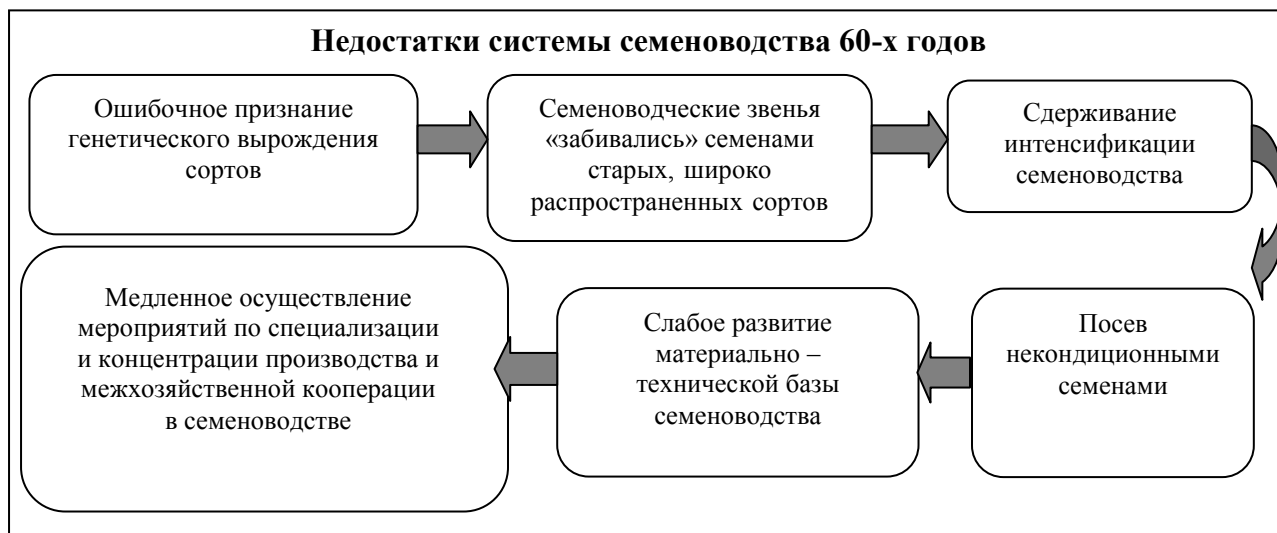 Недостатки системы семеноводства 60-х годов
Ошибочное признание
генетического вырождения
сортов
Семеноводческие звенья
«забивались» семенами
старых, широко
распространенных сортов
Сдерживание
интенсификации
семеноводства
Посев
некондиционными
семенами
Слабое развитие
материально –
технической базы
семеноводства
Медленное осуществление
мероприятий по специализации
и концентрации производства и
межхозяйственной кооперации
в семеноводстве